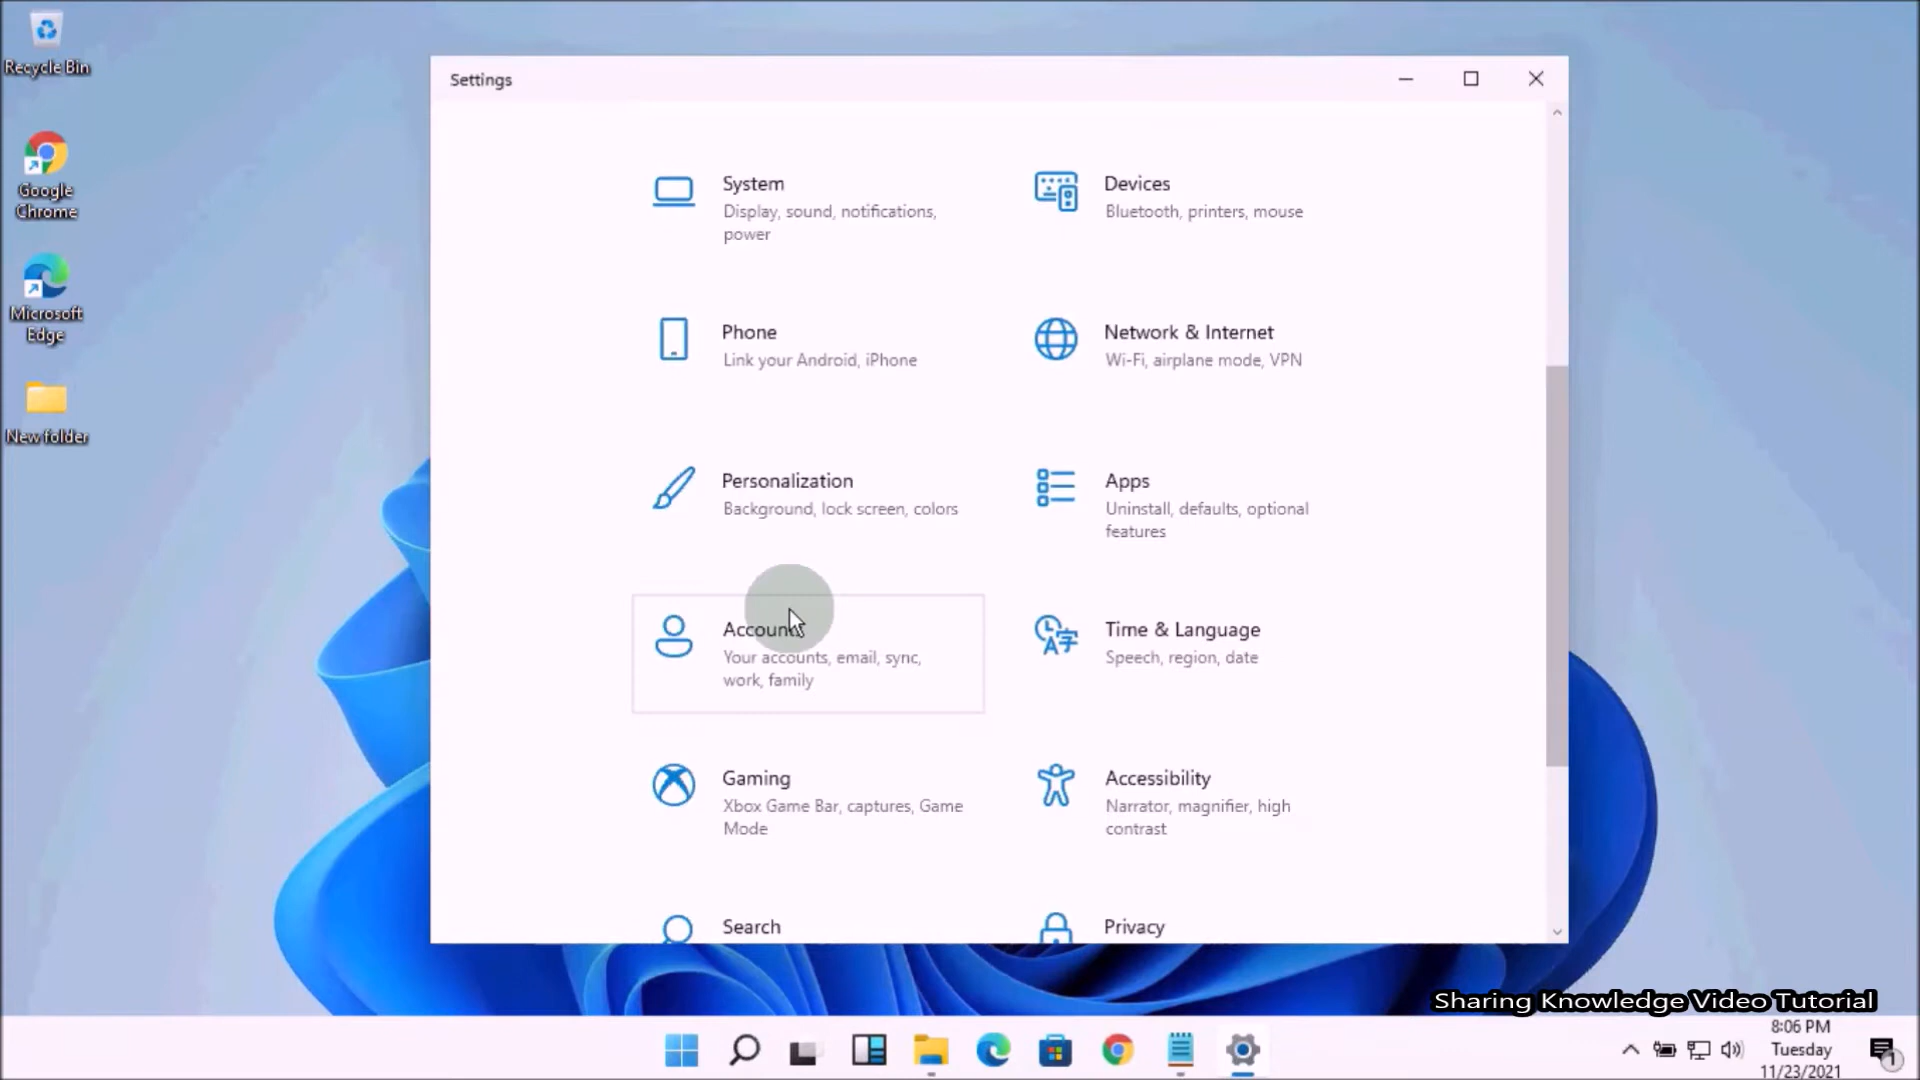 Recycle Bin
Google
Chrome
Microsoft
Edge
New folder
Settings
System
Display, sound, notifications,
power
Devices
Bluetooth, printers, mouse
Phone
Link your Android, iPhone
Network & Internet
Wi-Fi, airplane mode, VPN
Personalization
Background, lock screen, colors
Apps
Uninstall, defaults, optional
features
Accounts
Your accounts, email, sync,
work, family
Time & Language
Speech, region, date
Gaming
Xbox Game Bar, captures, Game
Mode
Accessibility
Narrator, magnifier, high
contrast
Search
Privacy
Sharing Knowledge Video Tutorial
8:06 PM
Tuesday
11/23/2021
1